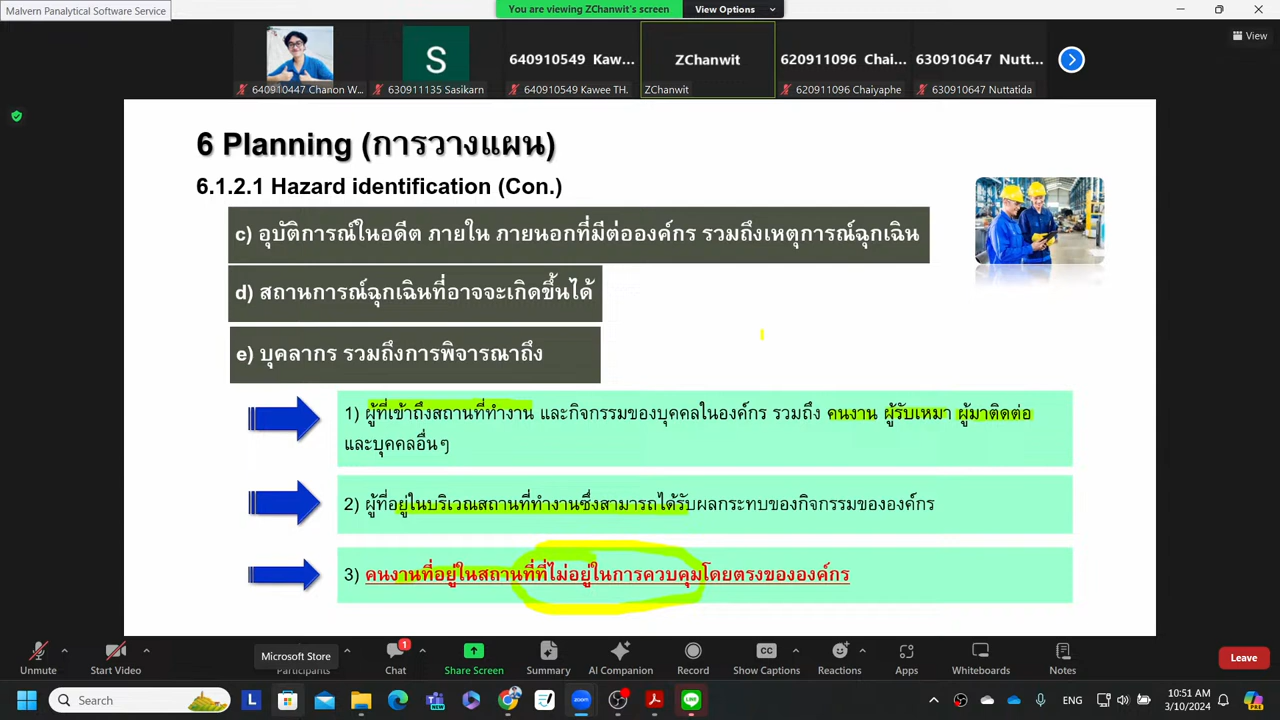 Malvern Panalytical Software Service
You are viewing ZChanwit's screen
View Options
View
S
640910549 Kaw...
ZChanwit
620911096 Chai...
630910647 Nutt...
640910447 Chanon W...
630911135 Sasikarn
640910549 Kawee TH.
ZChanwit
620911096 Chaiyaphe
630910647 Nuttatida
6 Planning (การวางแผน)
6.1.2.1 Hazard identification (Con.)
c) อุบัติการณ์ในอดีต ภายใน ภายนอกที่มีต่อองค์กร รวมถึงเหตุการณ์ฉุกเฉิน
d) สถานการณ์ฉุกเฉินที่อาจจะเกิดขึ้นได้
e) บุคลากร รวมถึงการพิจารณาถึง
1) ผู้ที่เข้าถึงสถานที่ทำงาน และกิจกรรมของบุคคลในองค์กร รวมถึง คนงาน ผู้รับเหมา ผู้มาติดต่อ
และบุคคลอื่นๆ
2) ผู้ที่อยู่ในบริเวณสถานที่ทำงานซึ่งสามารถได้รับผลกระทบของกิจกรรมขององค์กร
3) คนงานที่อยู่ในสถานที่ที่ไม่อยู่ในการควบคุมโดยตรงขององค์กร
1
Unmute
Start Video
Microsoft Store
Participants
Chat
Share Screen
Summary
AI Companion
Record
CC
Show Captions
Reactions
Apps
Whiteboards
Notes
Leave
Search
L
zoom
LINE
ENG
10:51 AM
3/10/2024